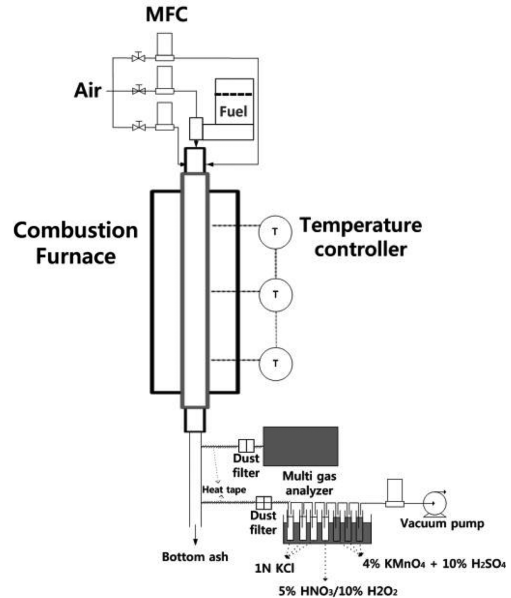 MFC
Air
Fuel
Combustion
Furnace
Temperature
controller
T
T
T
Dust
filter
Multi gas
analyzer
Heat tape
Dust
filter
Vacuum pump
Bottom ash
1N KCl
4% KMnO₄ + 10% H₂SO₄
5% HNO₃/10% H2O₂